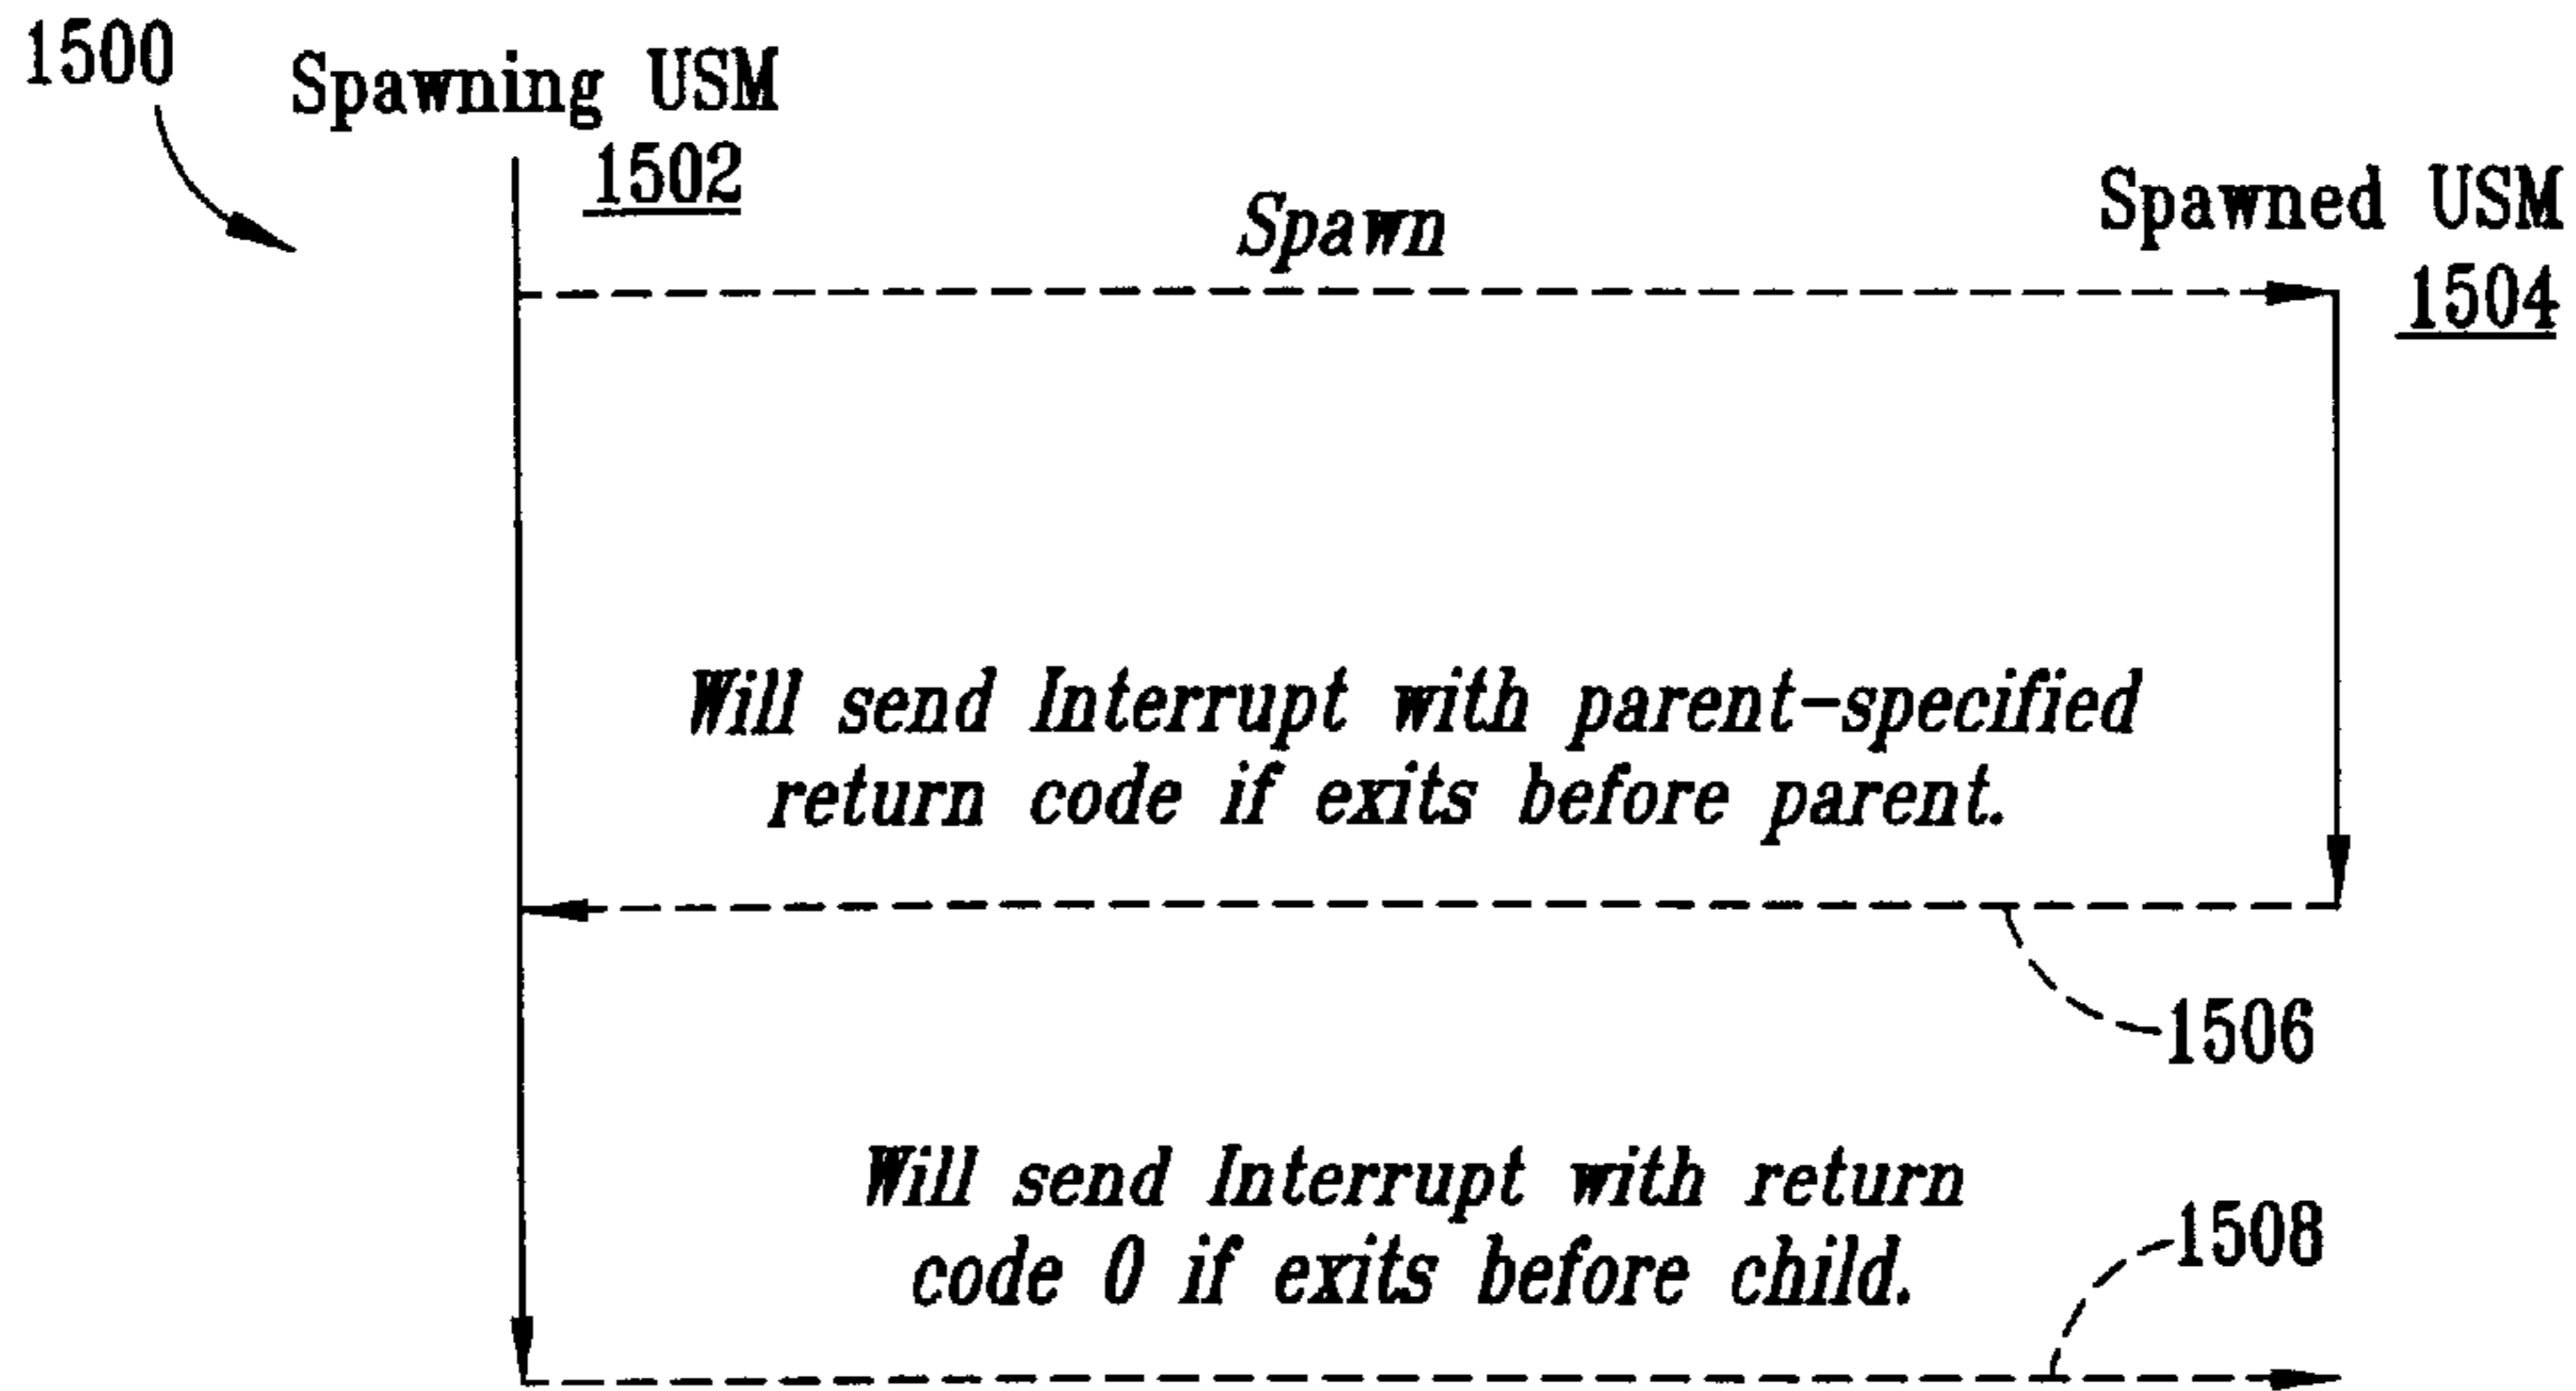 1500
Spawning USM
1502
Spawn
Spawned USM
1504
Will send Interrupt with parent-specified
return code if exits before parent.
1506
Will send Interrupt with return
code 0 if exits before child.
1508